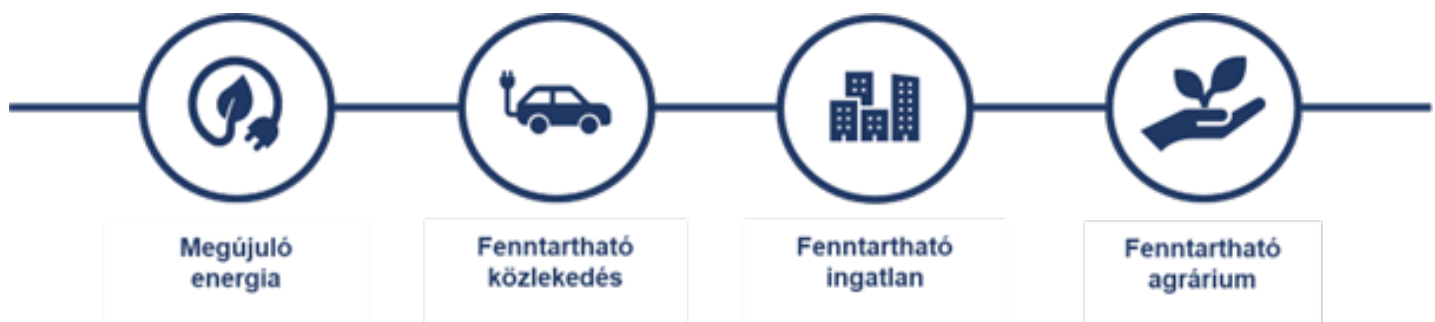 Megújuló
energia
Fenntartható
közlekedés
Fenntartható
ingatlan
Fenntartható
agrárium